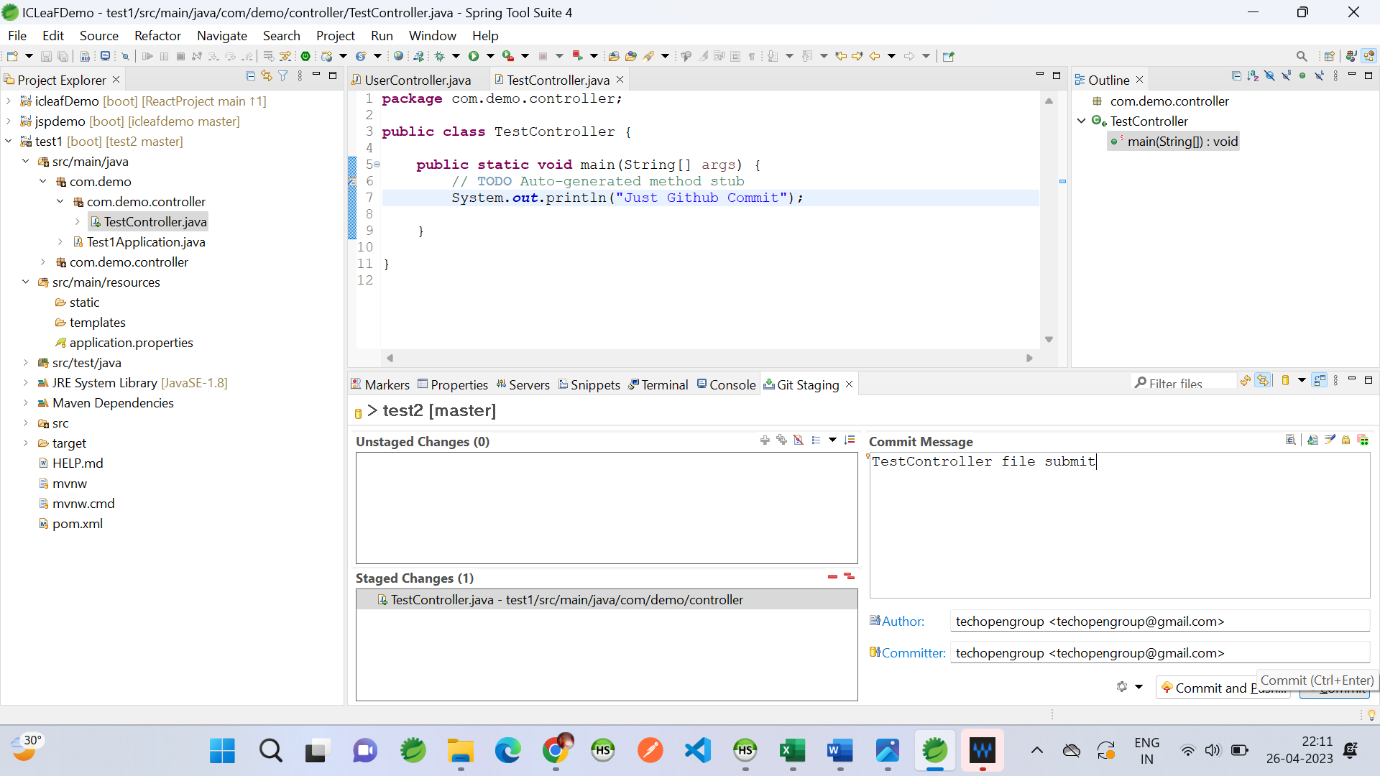 ICLeaFDemo - test1/src/main/java/com/demo/controller/TestController.java - Spring Tool Suite 4
File Edit Source Refactor Navigate Search Project Run Window Help
Project Explorer
icleafDemo [boot] [ReactProject main ↑1]
jspdemo [boot] [icleafdemo master]
test1 [boot] [test2 master]
src/main/java
com.demo
com.demo.controller
TestController.java
Test1Application.java
com.demo.controller
src/main/resources
static
templates
application.properties
src/test/java
JRE System Library [JavaSE-1.8]
Maven Dependencies
src
target
HELP.md
mvnw
mvnw.cmd
pom.xml
UserController.java TestController.java
1 package com.demo.controller;
2
3 public class TestController {
4
5 public static void main(String[] args) {
6 // TODO Auto-generated method stub
7 System.out.println("Just Github Commit");
8
9 }
10
11 }
12
Outline
com.demo.controller
TestController
main(String[]) : void
Markers Properties Servers Snippets Terminal Console Git Staging
Filter files
> test2 [master]
Unstaged Changes (0)
Staged Changes (1)
TestController.java - test1/src/main/java/com/demo/controller
Commit Message
TestController file submit
Author: techopengroup <techopengroup@gmail.com>
Committer: techopengroup <techopengroup@gmail.com>
Commit (Ctrl+Enter)
Commit and Push... Commit
30°
HS HS
ENG
IN
22:11
26-04-2023